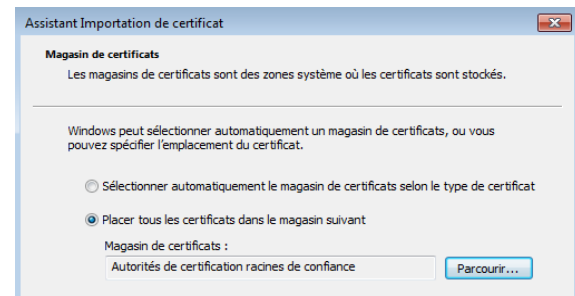 Assistant Importation de certificat
Magasin de certificats
Les magasins de certificats sont des zones système où les certificats sont stockés.
Windows peut sélectionner automatiquement un magasin de certificats, ou vous
pouvez spécifier l'emplacement du certificat.
Sélectionner automatiquement le magasin de certificats selon le type de certificat
Placer tous les certificats dans le magasin suivant
Magasin de certificats :
Autorités de certification racines de confiance
Parcourir...